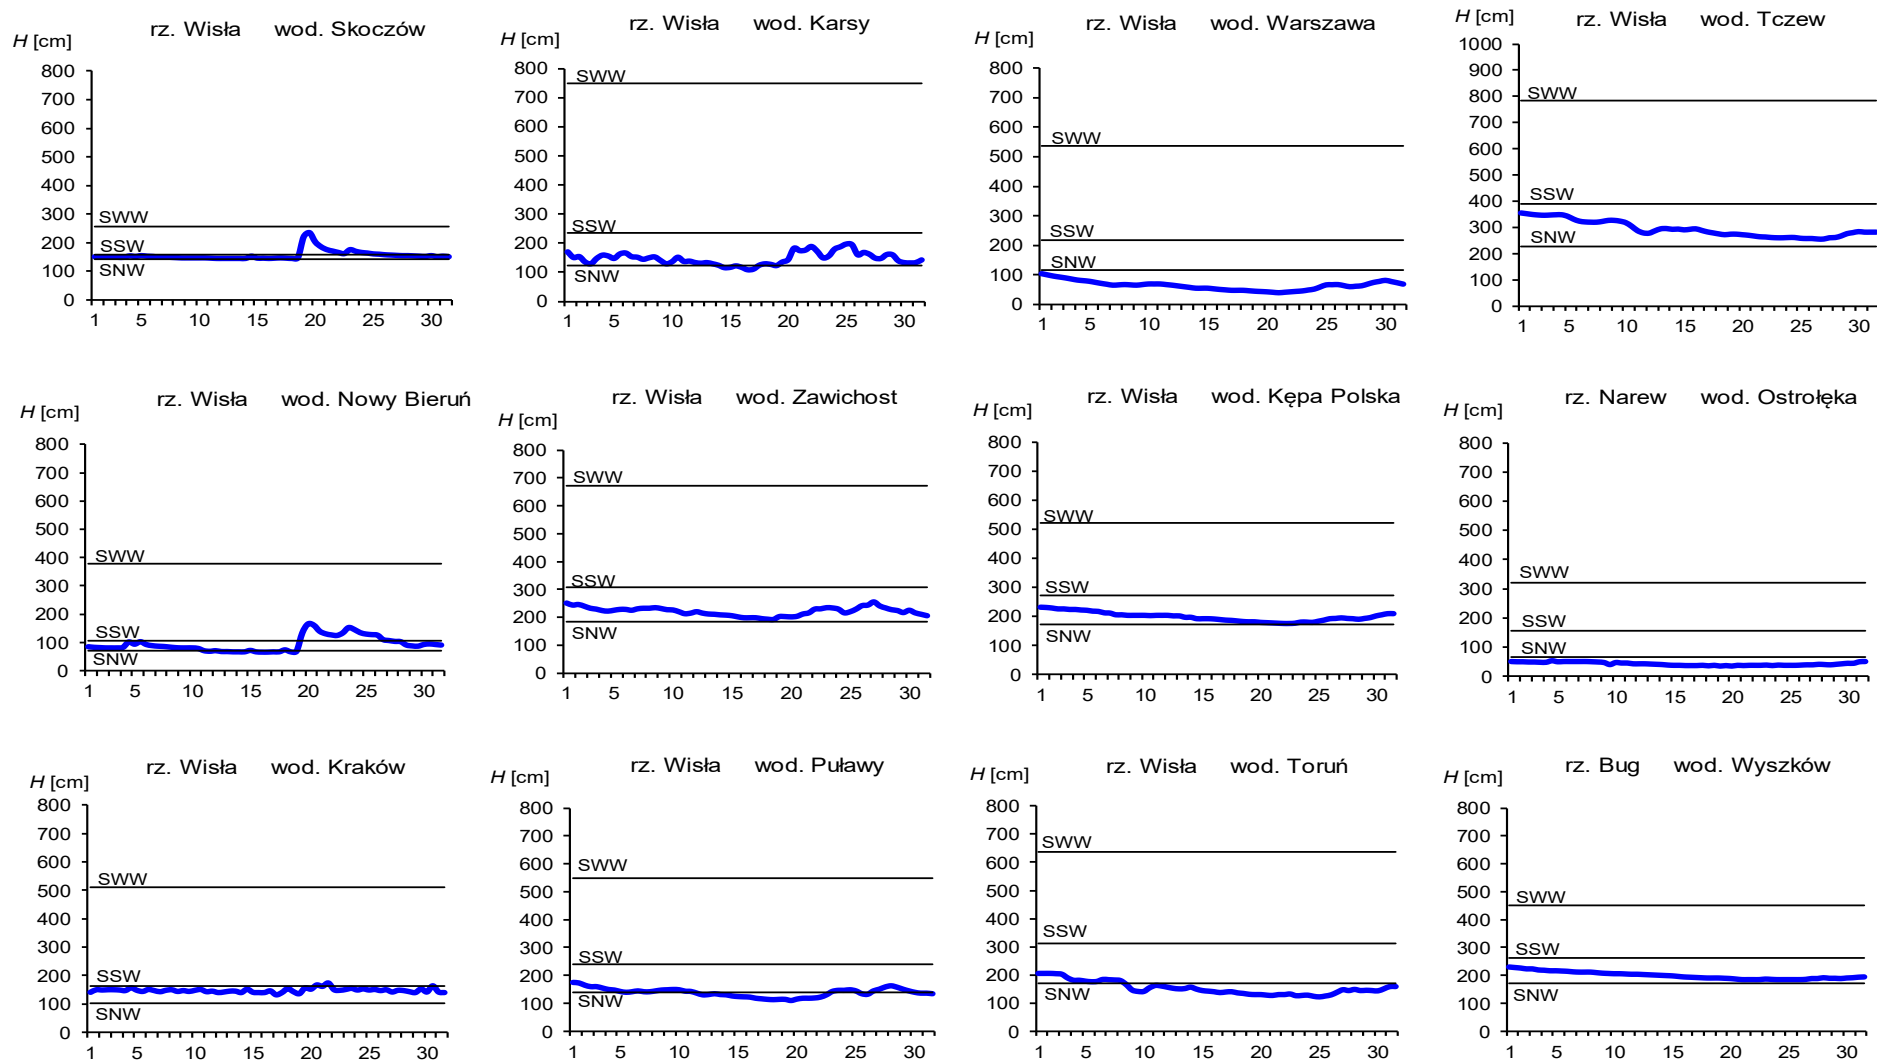 rz. Wisła wod. Skoczów
H [cm]
800
700
600
500
400
300
200
100
0
SWW
SSW
SNW
1 5 10 15 20 25 30
rz. Wisła wod. Karsy
H [cm]
800
700
600
500
400
300
200
100
0
SWW
SSW
SNW
1 5 10 15 20 25 30
rz. Wisła wod. Warszawa
H [cm]
800
700
600
500
400
300
200
100
0
SWW
SSW
SNW
1 5 10 15 20 25 30
rz. Wisła wod. Tczew
H [cm]
1000
900
800
700
600
500
400
300
200
100
0
SWW
SSW
SNW
1 5 10 15 20 25 30
rz. Wisła wod. Nowy Bieruń
H [cm]
800
700
600
500
400
300
200
100
0
SWW
SSW
SNW
1 5 10 15 20 25 30
rz. Wisła wod. Zawichost
H [cm]
800
700
600
500
400
300
200
100
0
SWW
SSW
SNW
1 5 10 15 20 25 30
rz. Wisła wod. Kępa Polska
H [cm]
800
700
600
500
400
300
200
100
0
SWW
SSW
SNW
1 5 10 15 20 25 30
rz. Narew wod. Ostrołęka
H [cm]
800
700
600
500
400
300
200
100
0
SWW
SSW
SNW
1 5 10 15 20 25 30
rz. Wisła wod. Kraków
H [cm]
800
700
600
500
400
300
200
100
0
SWW
SSW
SNW
1 5 10 15 20 25 30
rz. Wisła wod. Puławy
H [cm]
800
700
600
500
400
300
200
100
0
SWW
SSW
SNW
1 5 10 15 20 25 30
rz. Wisła wod. Toruń
H [cm]
800
700
600
500
400
300
200
100
0
SWW
SSW
SNW
1 5 10 15 20 25 30
rz. Bug wod. Wyszków
H [cm]
800
700
600
500
400
300
200
100
0
SWW
SSW
SNW
1 5 10 15 20 25 30